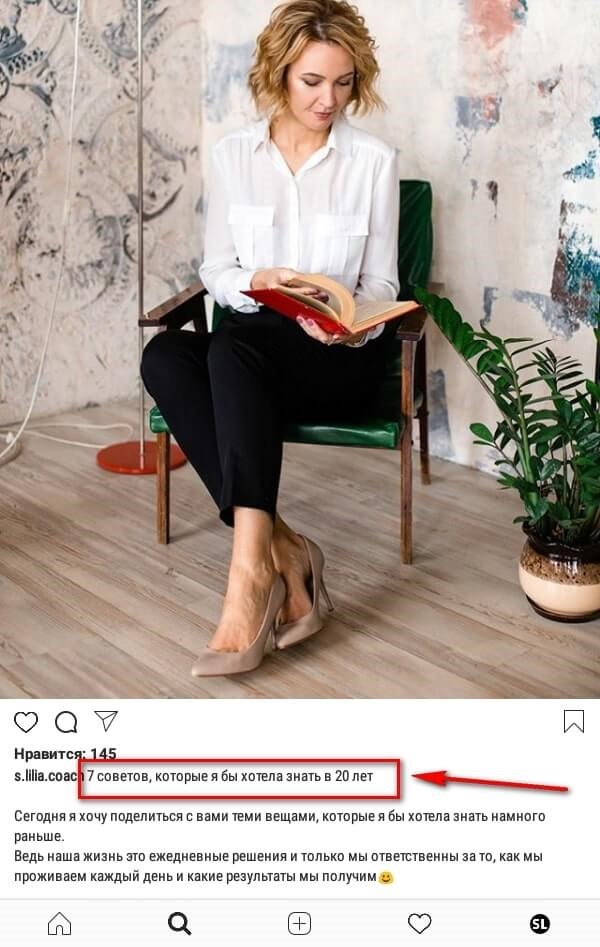 Нравится: 145
s.lilia.coach 7 советов, которые я бы хотела знать в 20 лет
Сегодня я хочу поделиться с вами теми вещами, которые я бы хотела знать намного
раньше.
Ведь наша жизнь это ежедневные решения и только мы ответственны за то, как мы
проживаем каждый день и какие результаты мы получим😀
SL